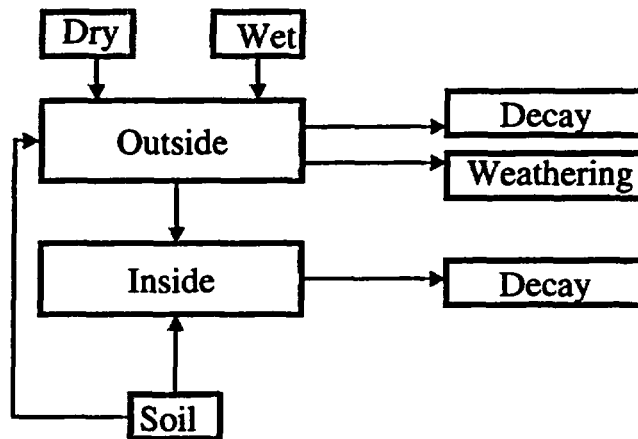 Dry
Wet
Outside
Decay
Weathering
Inside
Decay
Soil